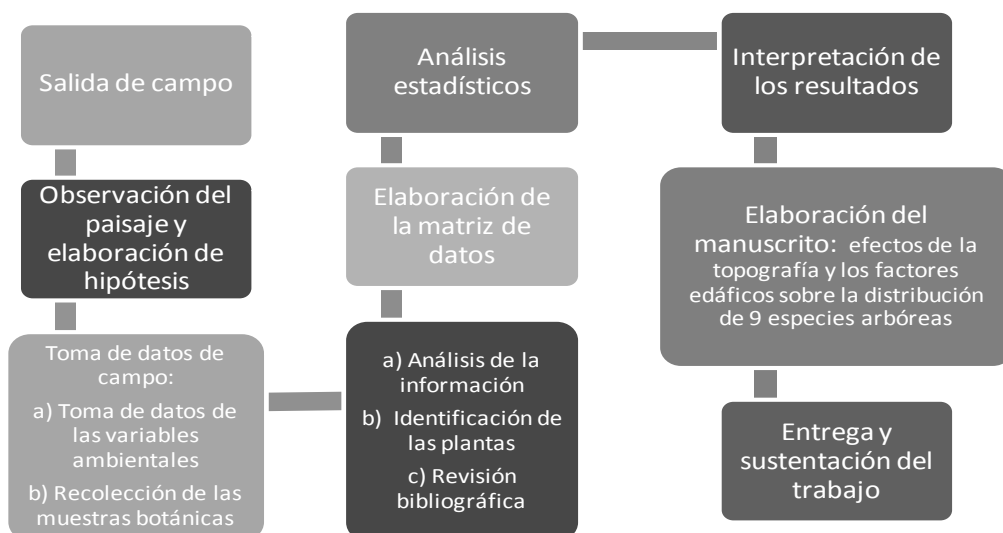 Salida de campo
Observación del
paisaje y
elaboración de
hipótesis
Toma de datos de
campo:
a) Toma de datos de
las variables
ambientales
b) Recolección de las
muestras botánicas
a) Análisis de la
información
b) Identificación de
las plantas
c) Revisión
bibliográfica
Elaboración de
la matriz de
datos
Análisis
estadísticos
Interpretación de
los resultados
Elaboración del
manuscrito: efectos de la
topografía y los factores
edáficos sobre la distribución
de 9 especies arbóreas
Entrega y
sustentación del
trabajo